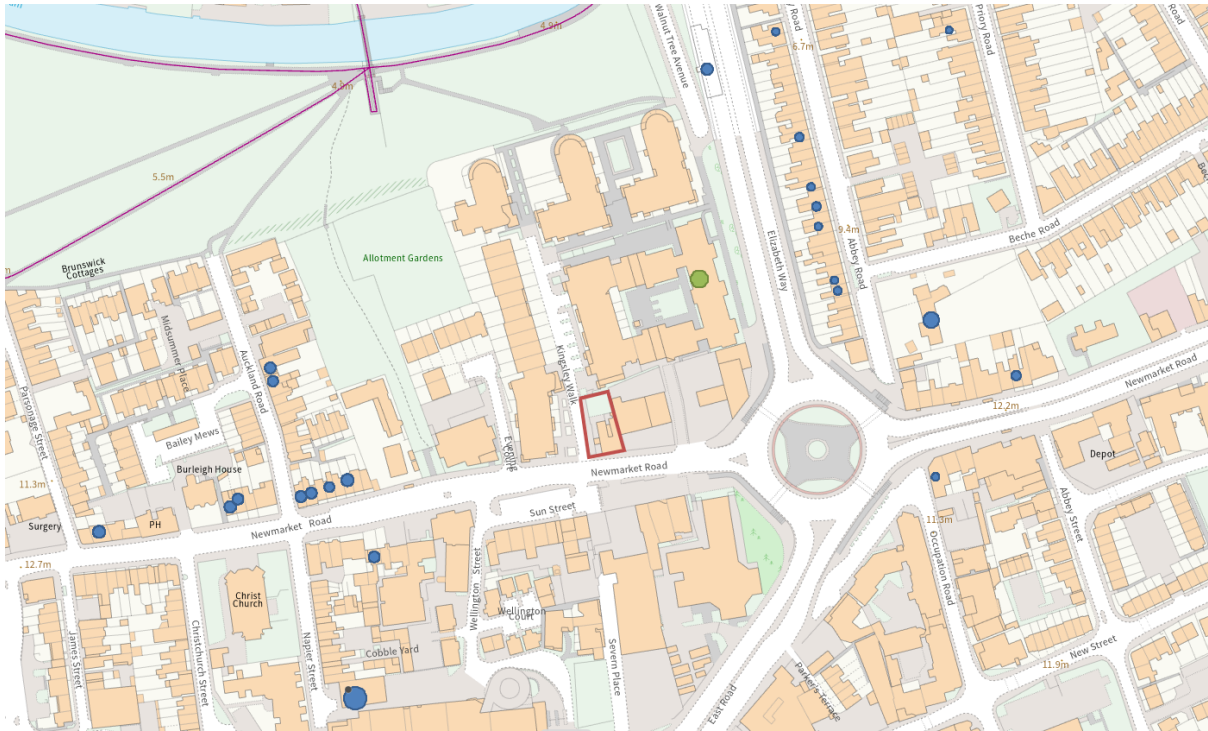 Walnut Tree Avenue
Road
Priory Road
Road
4.9m
6.7m
4.9m
5.5m
Brunswick
Cottages
Allotment Gardens
Elizabeth Way
9.4m
Abbey Road
Beche Road
Midsummer Place
Auckland Road
Kingsley Walk
Parsonage Street
Newmarket Road
12.2m
Bailey Mews
Burleigh House
Depot
11.3m
Surgery
PH
Newmarket Road
Newmarket Road
Sun Street
Abbey Street
12.7m
Occupation Road
Christ
Church
Wellington Street
Wellington
Court
James Street
Christchurch Street
Napier Street
Cobble Yard
Severn Place
New Street
11.9m
Parker's Terrace
East Road